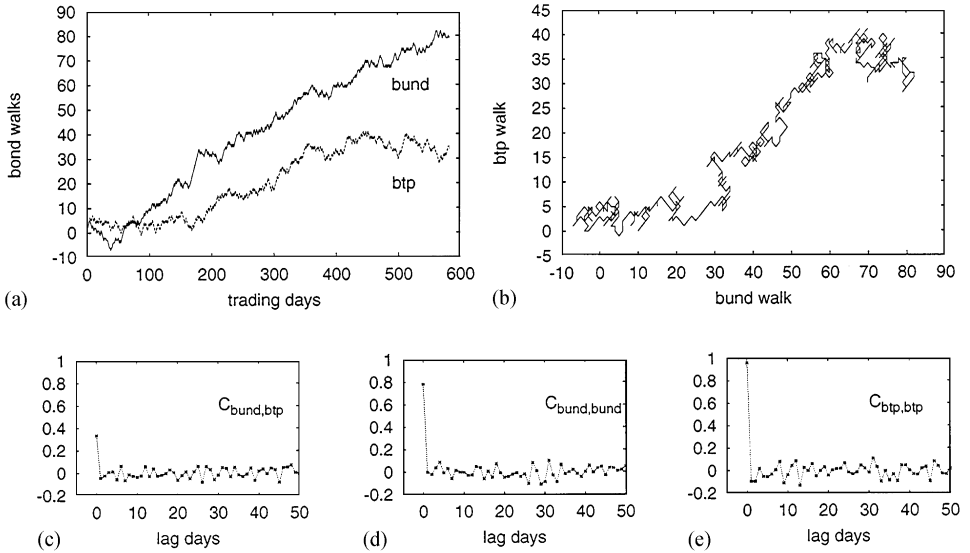 90
80
70
60
50
40
30
20
10
0
-10
bond walks
bund
btp
0 100 200 300 400 500 600
trading days
(a)
45
40
35
30
25
20
15
10
5
0
-5
btp walk
-10 0 10 20 30 40 50 60 70 80 90
bund walk
(b)
1
0.8
0.6
0.4
0.2
0
-0.2
Cbund,btp
0 10 20 30 40 50
lag days
(c)
1
0.8
0.6
0.4
0.2
0
-0.2
Cbund,bund
0 10 20 30 40 50
lag days
(d)
1
0.8
0.6
0.4
0.2
0
-0.2
Cbtp,btp
0 10 20 30 40 50
lag days
(e)